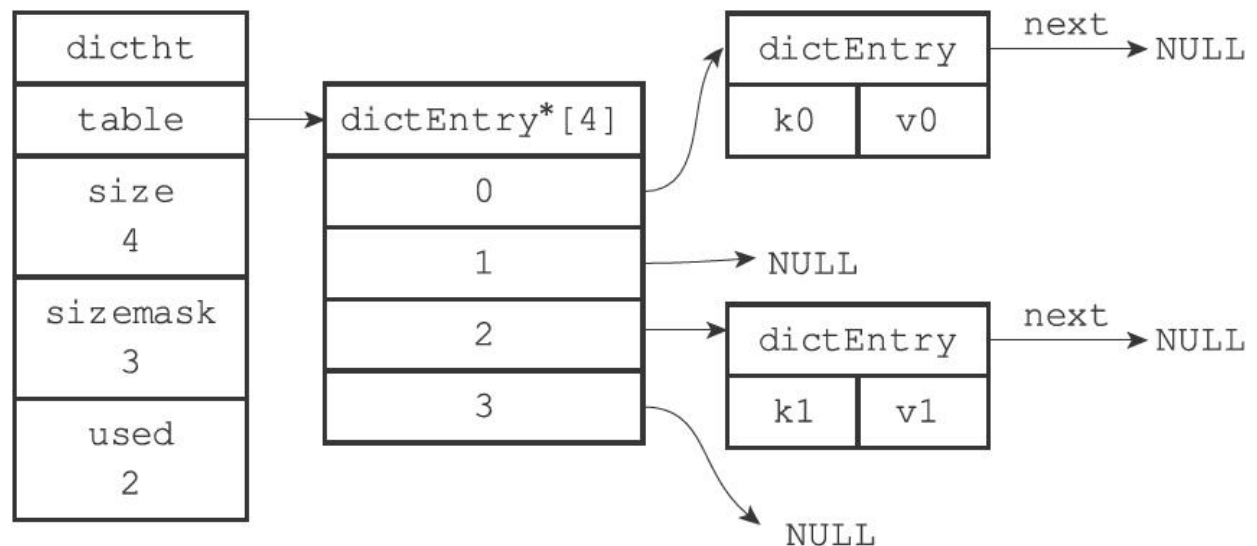 dictht
table
size
4
sizemask
3
used
2
dictEntry*[4]
0
1
2
3
dictEntry
k0 v0
next
NULL
NULL
dictEntry
k1 v1
next
NULL
NULL